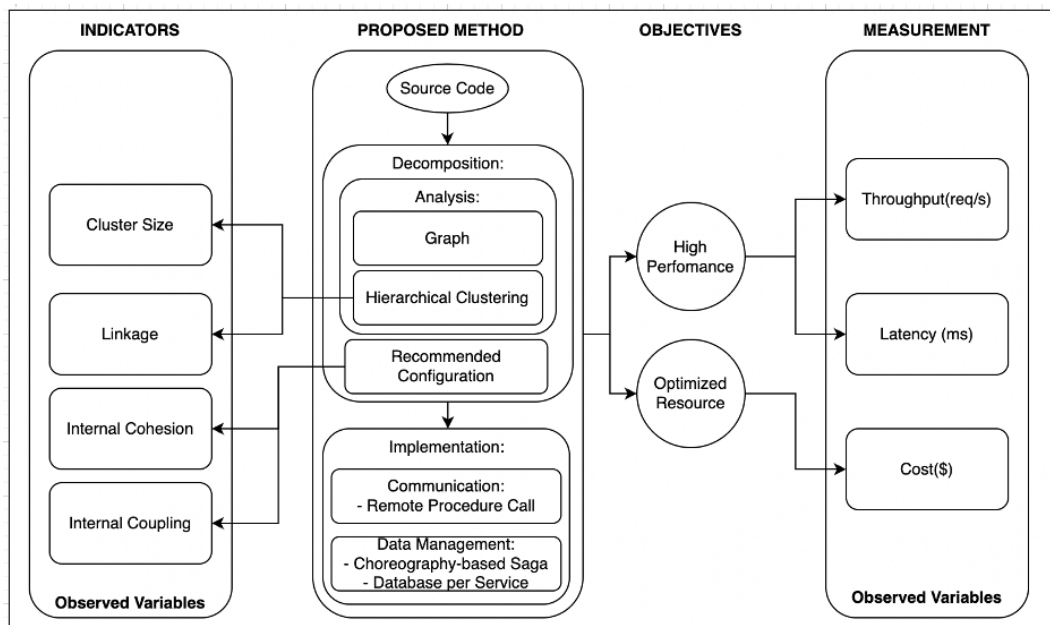 INDICATORS
Cluster Size
Linkage
Internal Cohesion
Internal Coupling
Observed Variables
PROPOSED METHOD
Source Code
Decomposition:
Analysis:
Graph
Hierarchical Clustering
Recommended
Configuration
Implementation:
Communication:
- Remote Procedure Call
Data Management:
- Choreography-based Saga
- Database per Service
OBJECTIVES
High
Perfomance
Optimized
Resource
MEASUREMENT
Throughput(req/s)
Latency (ms)
Cost($)
Observed Variables